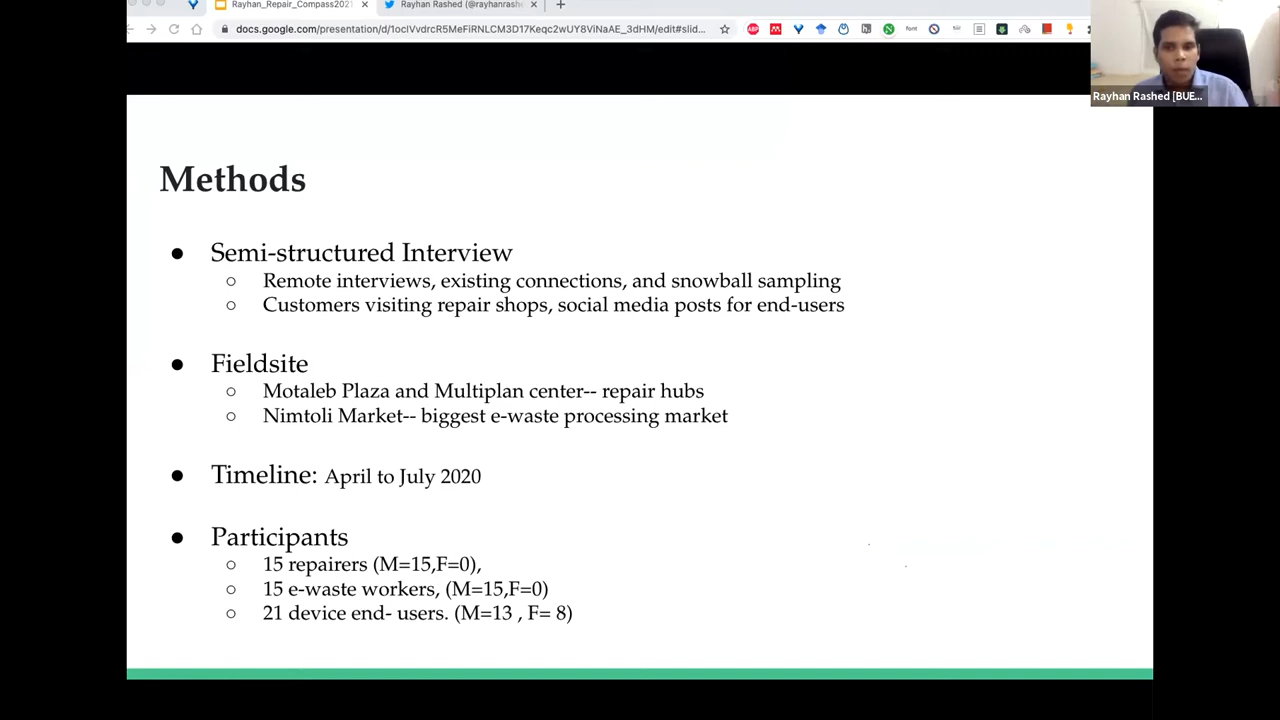 Rayhan_Repair_Compass2021
Rayhan Rashed (@rayhanrashe
docs.google.com/presentation/d/1ociVvdrcR5MeFiRNLCM3D17Keqc2wUY8ViNaAE_3dHM/edit#slid...
ABP
Rayhan Rashed [BUE...
Methods
● Semi-structured Interview
○ Remote interviews, existing connections, and snowball sampling
○ Customers visiting repair shops, social media posts for end-users
● Fieldsite
○ Motaleb Plaza and Multiplan center-- repair hubs
○ Nimtoli Market-- biggest e-waste processing market
● Timeline: April to July 2020
● Participants
○ 15 repairers (M=15,F=0),
○ 15 e-waste workers, (M=15,F=0)
○ 21 device end- users. (M=13 , F= 8)